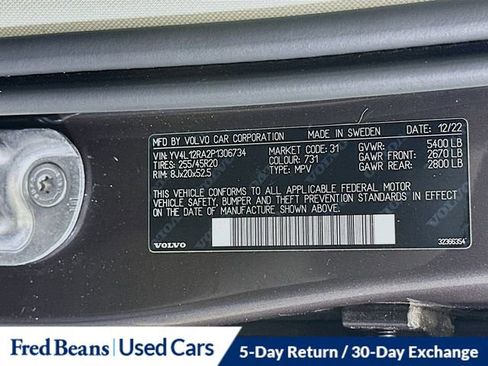 MFD BY VOLVO CAR CORPORATION MADE IN SWEDEN DATE: 12/22
VIN: YV4L12RA2P1306734 MARKET CODE: 31 GVWR: 5400 LB
TIRES: 255/45R20 COLOUR: 731 GAWR FRONT: 2670 LB
RIM: 8Jx20x52.5 TYPE: MPV GAWR REAR: 2800 LB
THIS VEHICLE CONFORMS TO ALL APPLICABLE FEDERAL MOTOR
VEHICLE SAFETY, BUMPER AND THEFT PREVENTION STANDARDS IN EFFECT
ON THE DATE OF MANUFACTURE SHOWN ABOVE.
VOLVO 32366354
Fred Beans Used Cars 5-Day Return / 30-Day Exchange